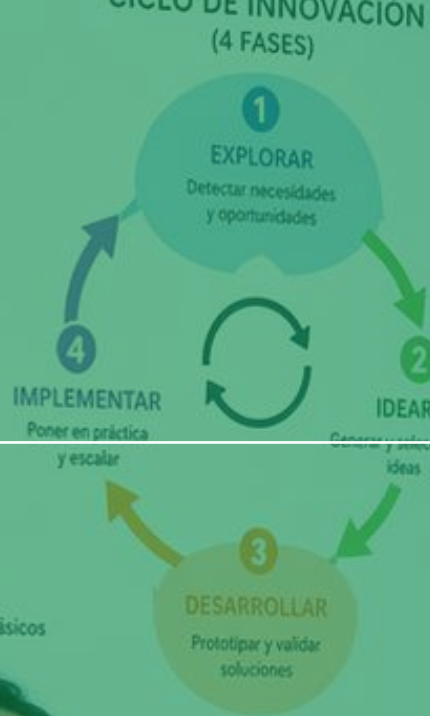 CICLO DE INNOVACIÓN
(4 FASES)
1
EXPLORAR
Detectar necesidades
y oportunidades
2
IDEAR
Generar y
ideas
3
DESARROLLAR
Prototipar y validar
soluciones
4
IMPLEMENTAR
Poner en práctica
y escalar